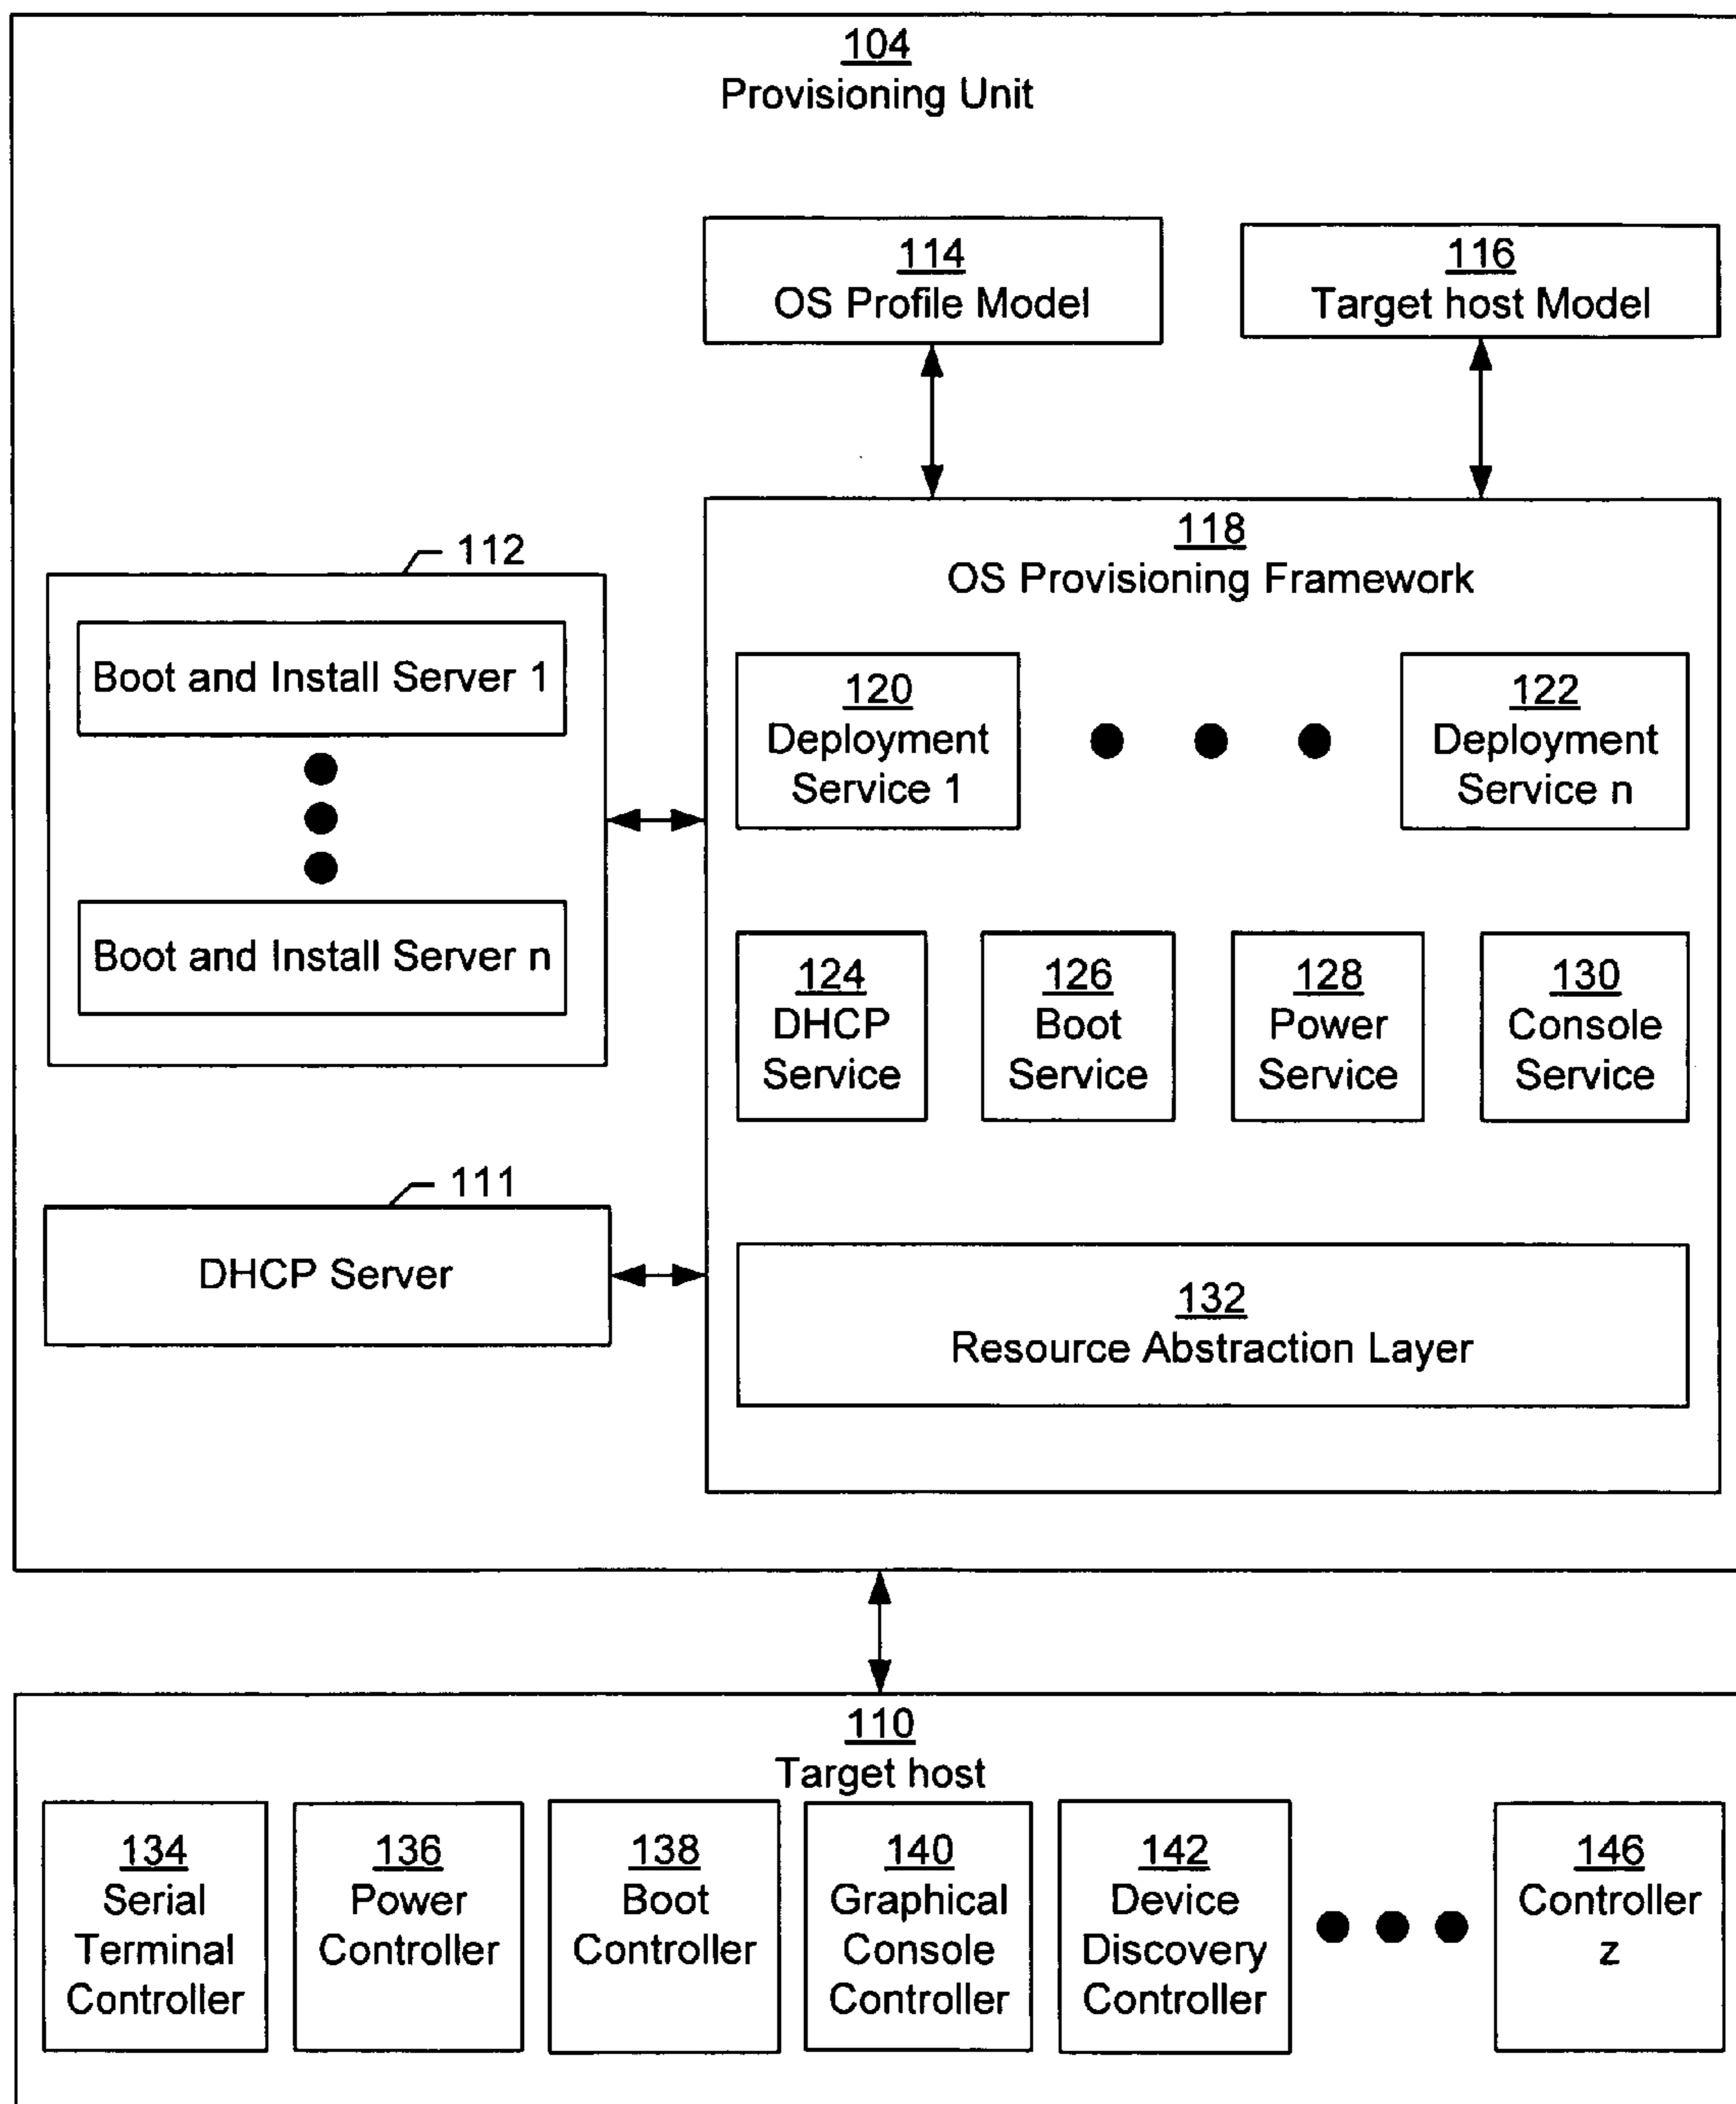 104
Provisioning Unit
114
OS Profile Model
116
Target host Model
112
Boot and Install Server 1
Boot and Install Server n
111
DHCP Server
118
OS Provisioning Framework
120
Deployment
Service 1
122
Deployment
Service n
124
DHCP
Service
126
Boot
Service
128
Power
Service
130
Console
Service
132
Resource Abstraction Layer
110
Target host
134
Serial
Terminal
Controller
136
Power
Controller
138
Boot
Controller
140
Graphical
Console
Controller
142
Device
Discovery
Controller
146
Controller
z